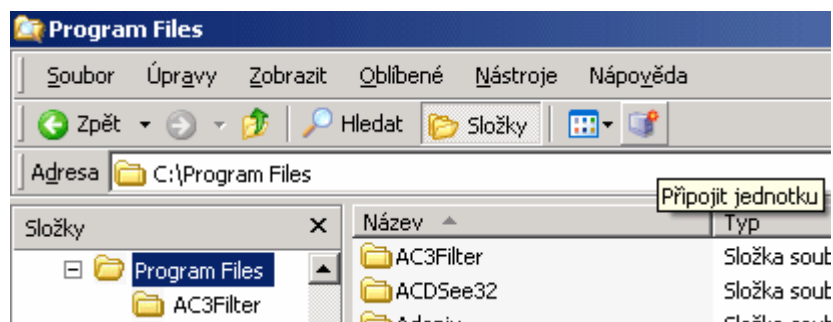 Program Files
Soubor Úpravy Zobrazit Oblíbené Nástroje Nápověda
Zpět Hledat Složky
Adresa C:\Program Files
Připojit jednotku
Složky Název Typ
Program Files AC3Filter Složka soub
AC3Filter ACDSee32 Složka soub